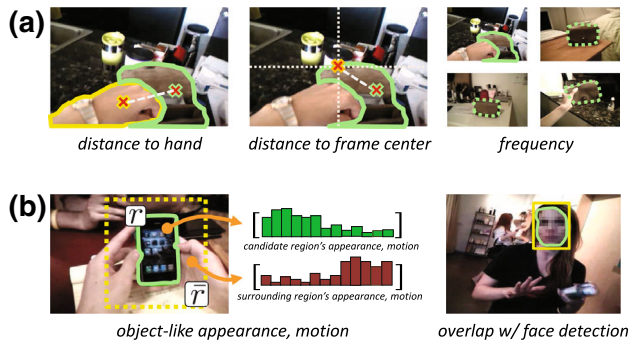 (a)
distance to hand
distance to frame center
frequency
(b)
r
r̅
candidate region's appearance, motion
surrounding region's appearance, motion
object-like appearance, motion
overlap w/ face detection